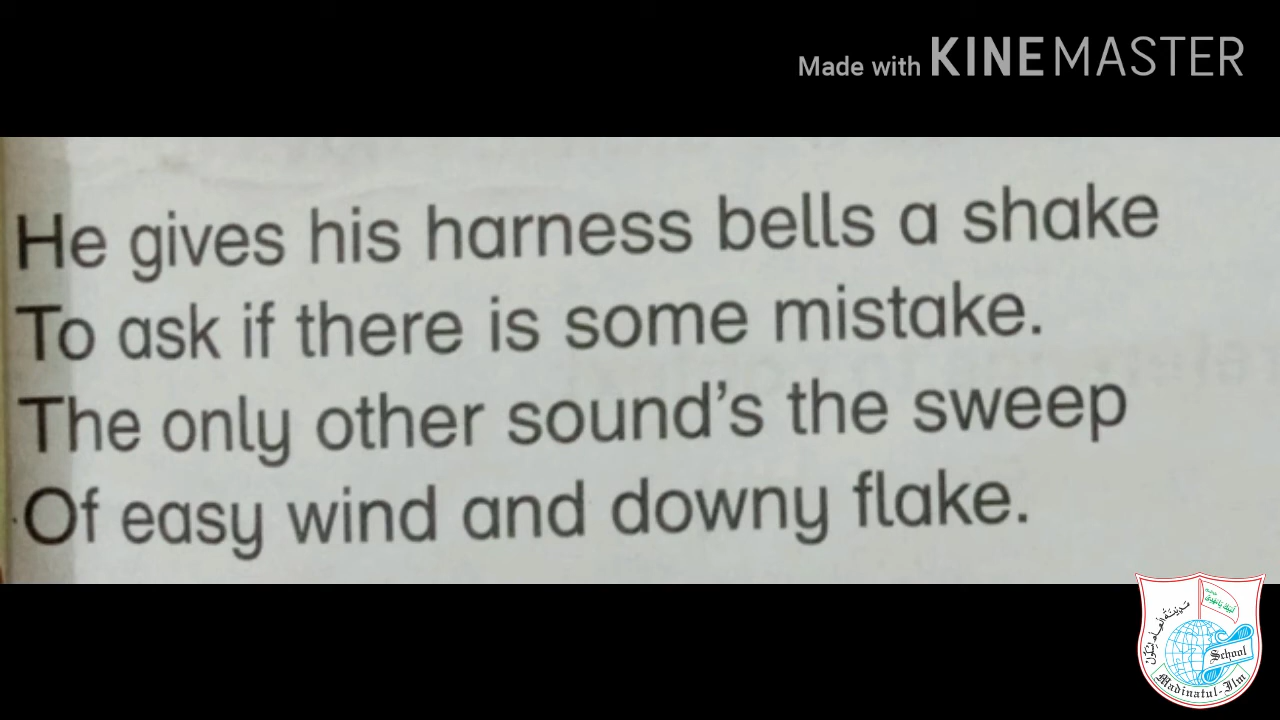 Made with KINEMASTER
He gives his harness bells a shake
To ask if there is some mistake.
The only other sound's the sweep
Of easy wind and downy flake.
School
Madinatul-Ilm